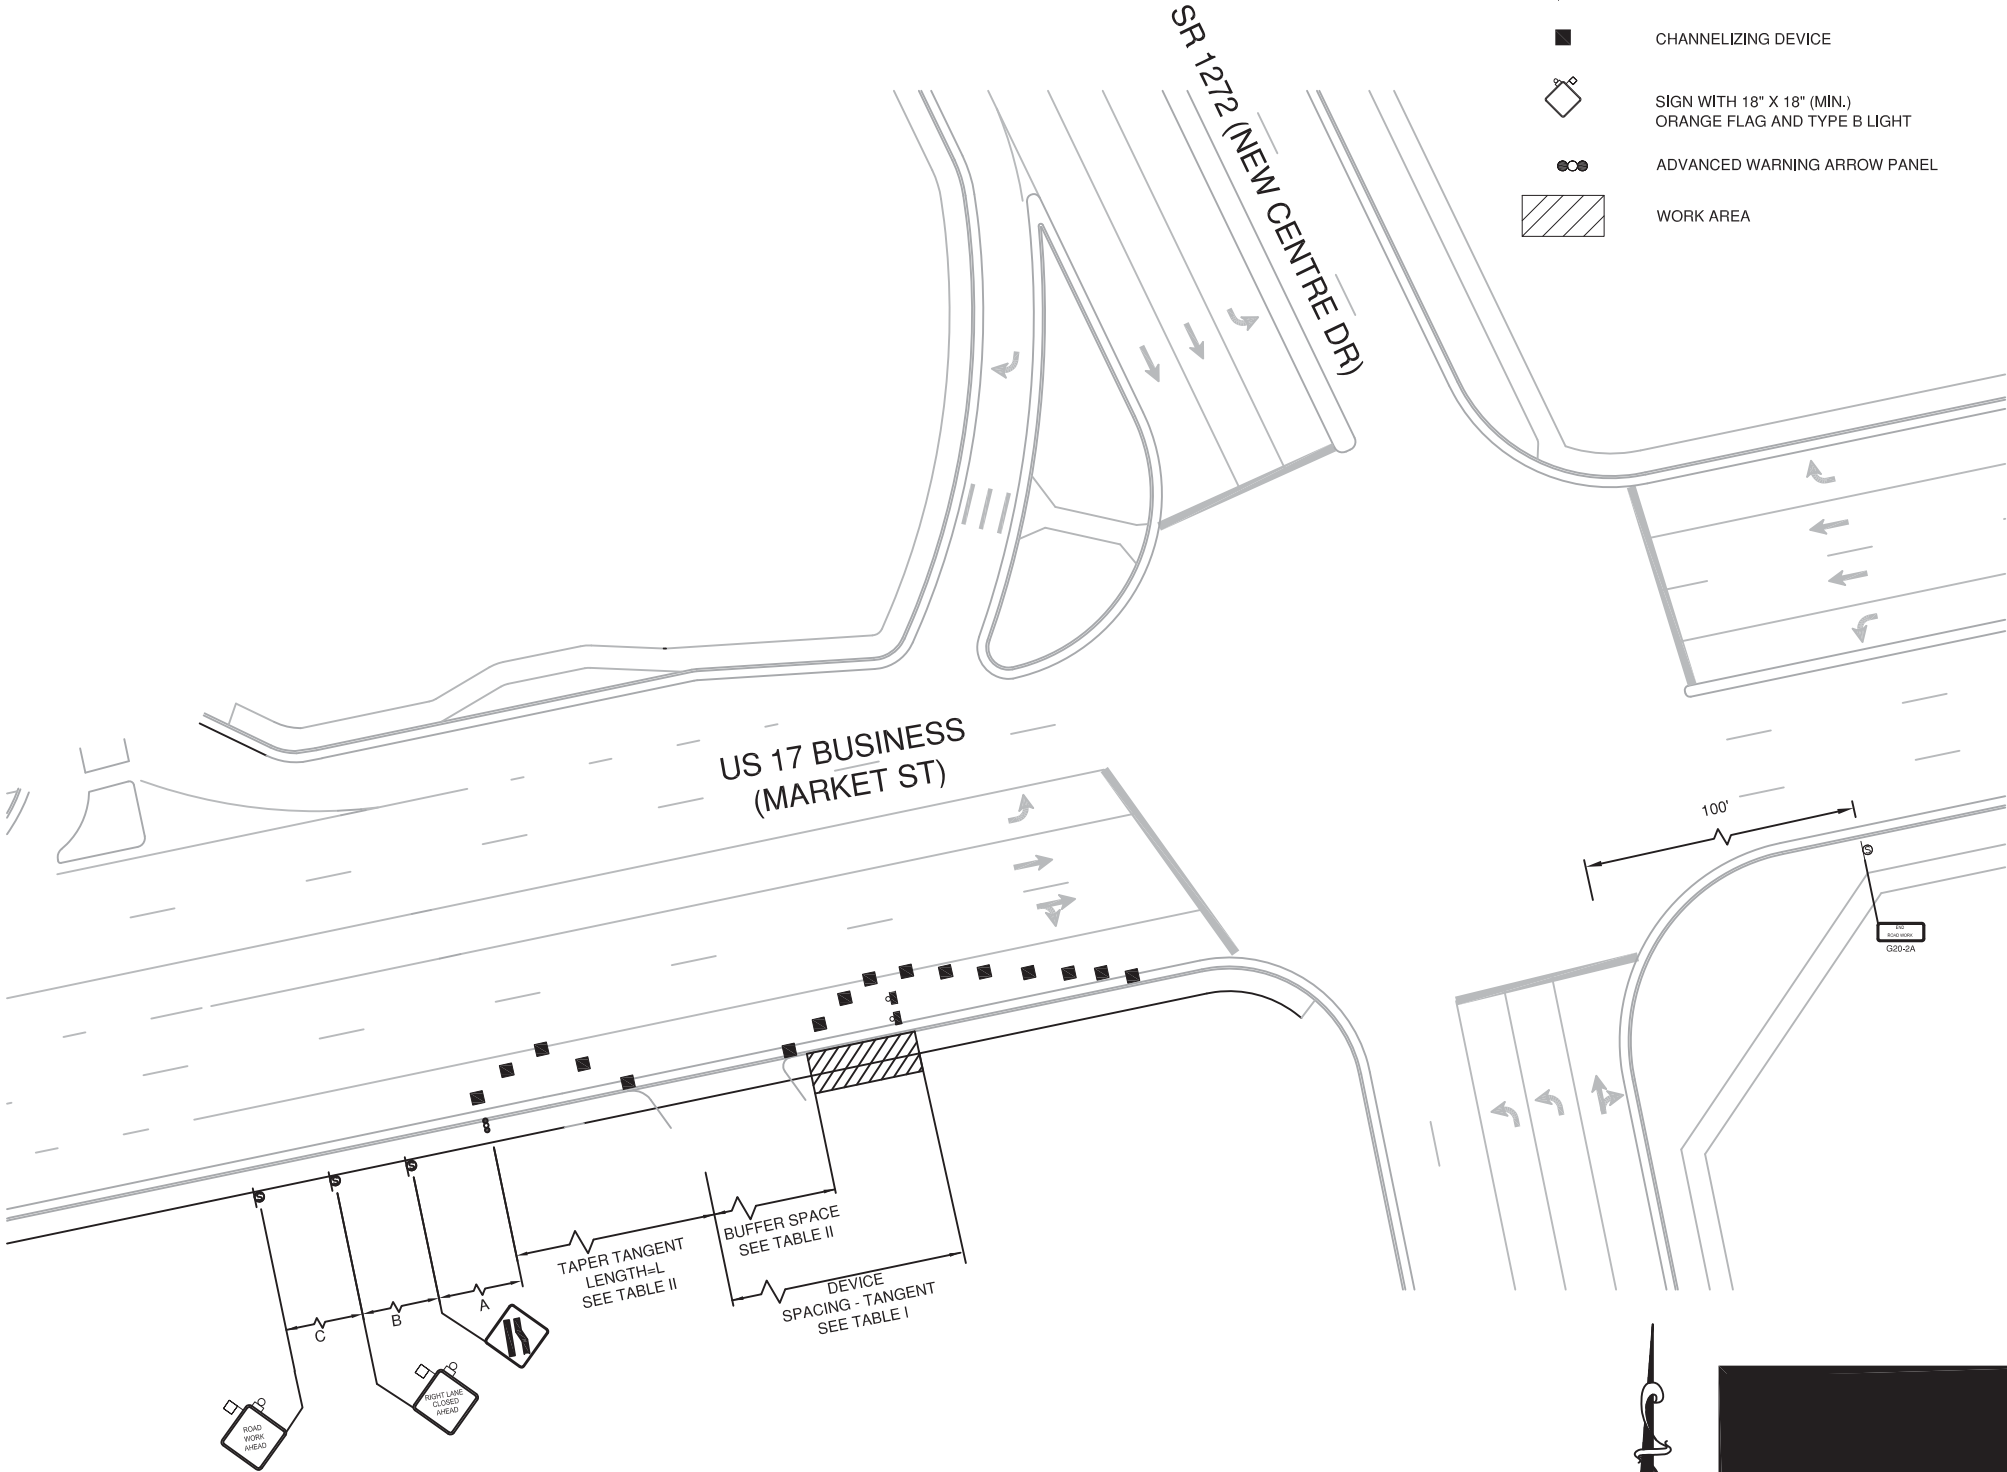 CHANNELIZING DEVICE
SIGN WITH 18" X 18" (MIN.)
ORANGE FLAG AND TYPE B LIGHT
ADVANCED WARNING ARROW PANEL
WORK AREA
SR 1272 (NEW CENTRE DR)
US 17 BUSINESS
(MARKET ST)
100'
S
END
ROAD WORK
G20-2A
S
S
S
BUFFER SPACE
SEE TABLE II
TAPER TANGENT
LENGTH=L
SEE TABLE II
DEVICE
SPACING - TANGENT
SEE TABLE I
A
B
C
RIGHT LANE
CLOSED
AHEAD
ROAD
WORK
AHEAD